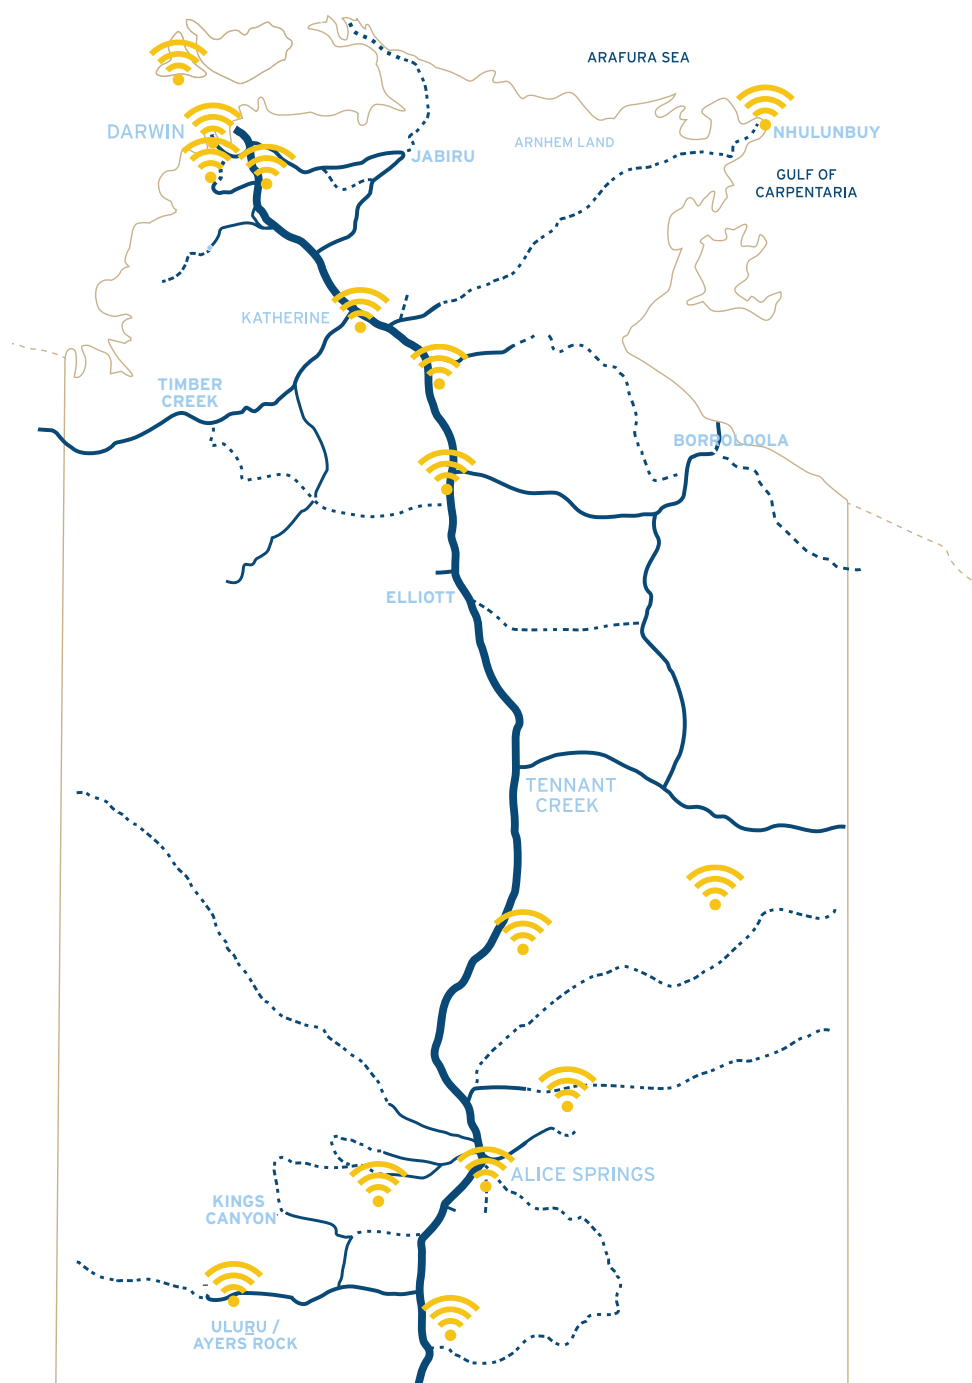 ARAFURA SEA
DARWIN
NHULUNBUY
ARNHEM LAND
JABIRU
GULF OF
CARPENTARIA
KATHERINE
TIMBER
CREEK
BORROLOOLA
ELLIOTT
TENNANT
CREEK
ALICE SPRINGS
KINGS
CANYON
ULURU /
AYERS ROCK